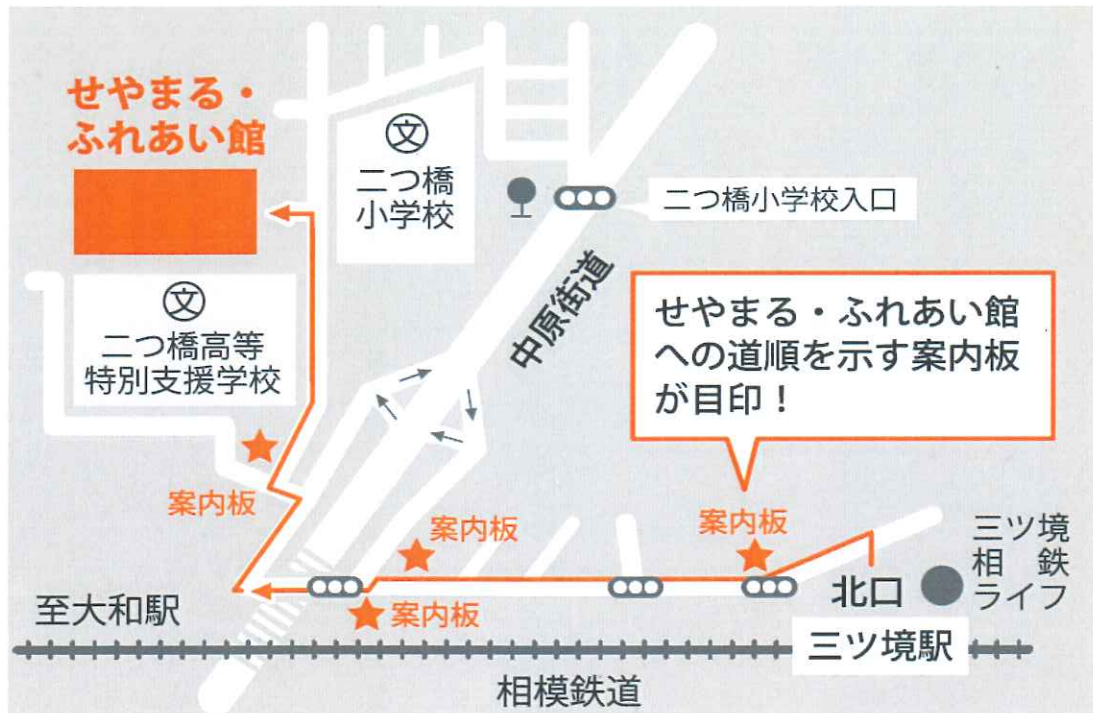 せやまる・
ふれあい館
文
二つ橋
小学校
二つ橋小学校入口
文
二つ橋高等
特別支援学校
中原街道
せやまる・ふれあい館
への道順を示す案内板
が目印！
案内板
案内板
案内板
案内板
三ツ境
相鉄
ライフ
北口
至大和駅
三ツ境駅
相模鉄道